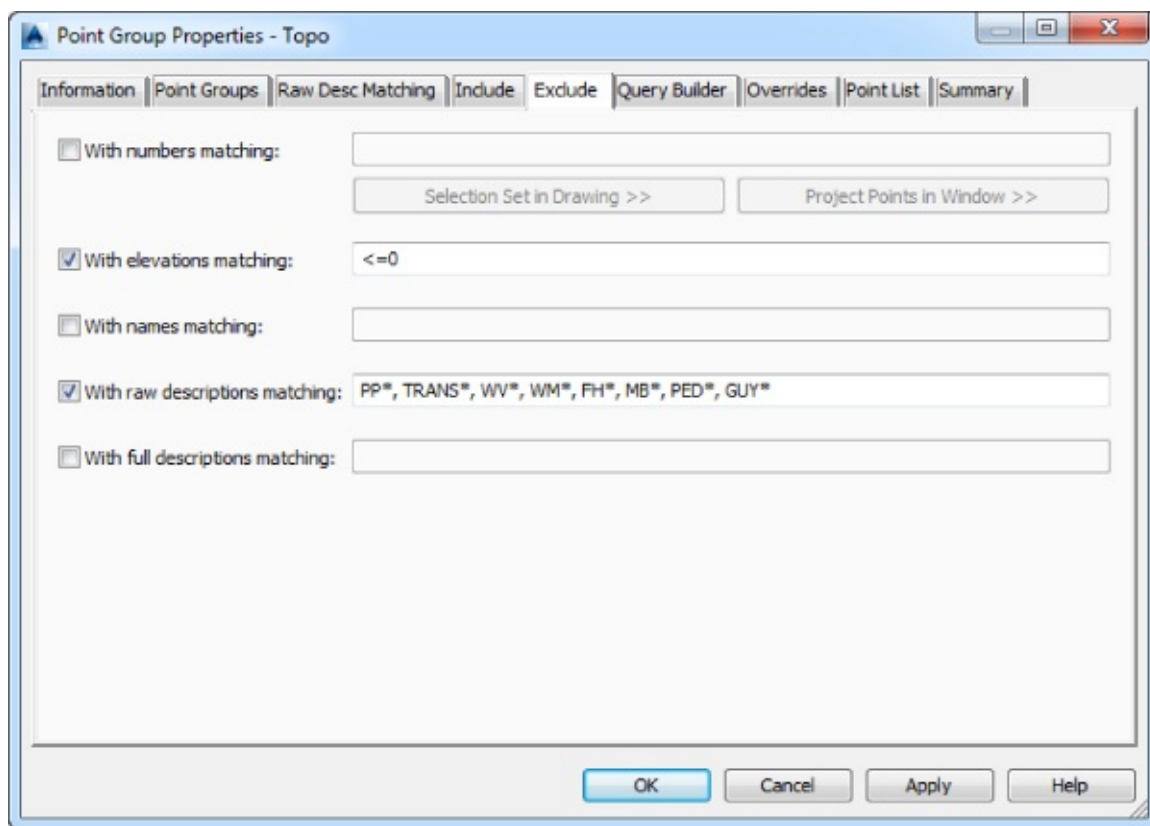 Point Group Properties - Topo
Information Point Groups Raw Desc Matching Include Exclude Query Builder Overrides Point List Summary
With numbers matching:
Selection Set in Drawing >> Project Points in Window >>
With elevations matching: <=0
With names matching:
With raw descriptions matching: PP*, TRANS*, WV*, WM*, FH*, MB*, PED*, GUY*
With full descriptions matching:
OK Cancel Apply Help